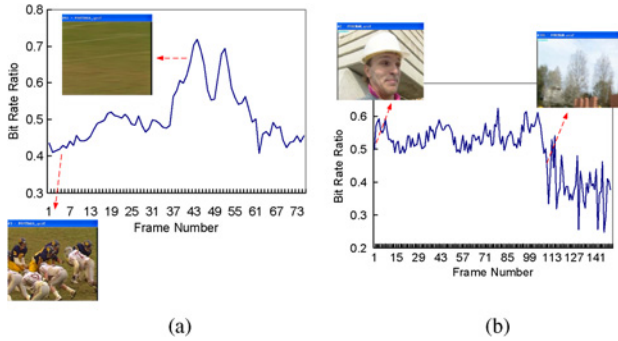 0.8
0.7
0.6
0.5
0.4
0.3
Bit Rate Ratio
1 7 13 19 25 31 37 43 49 55 61 67 73
Frame Number
(a)
0.6
0.5
0.4
0.3
0.2
Bit Rate Ratio
1 15 29 43 57 71 85 99 113 127 141
Frame Number
(b)